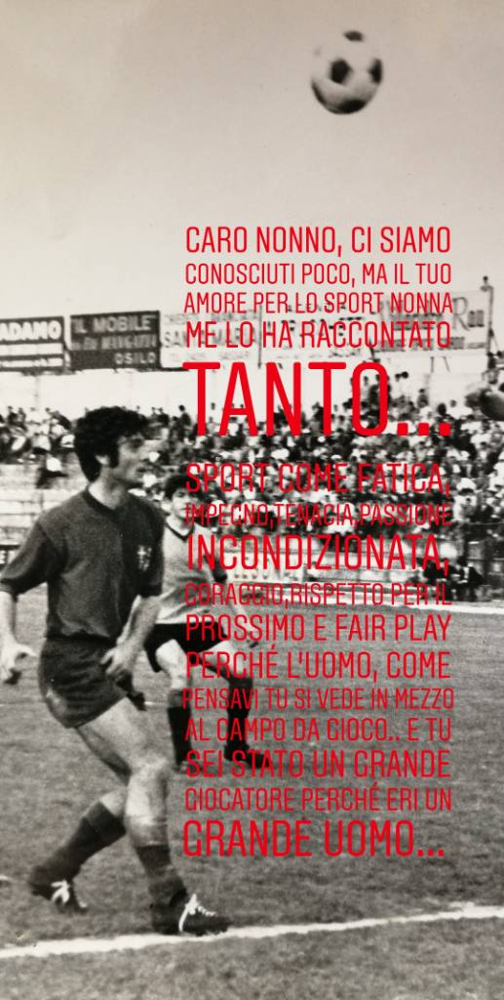 CARO NONNO, CI SIAMO
CONOSCIUTI POCO, MA IL TUO
AMORE PER LO SPORT NONNA
ME LO HA RACCONTATO
TANTO...
SPORT COME FATICA,
IMPEGNO,TENACIA,PASSIONE
INCONDIZIONATA,
CORAGGIO,RISPETTO PER IL
PROSSIMO E FAIR PLAY
PERCHÉ L'UOMO, COME
PENSAVI TU SI VEDE IN MEZZO
AL CAMPO DA GIOCO.. E TU
SEI STATO UN GRANDE
GIOCATORE PERCHÉ ERI UN
GRANDE UOMO...
ADAMO
IL MOBILE
OSILO